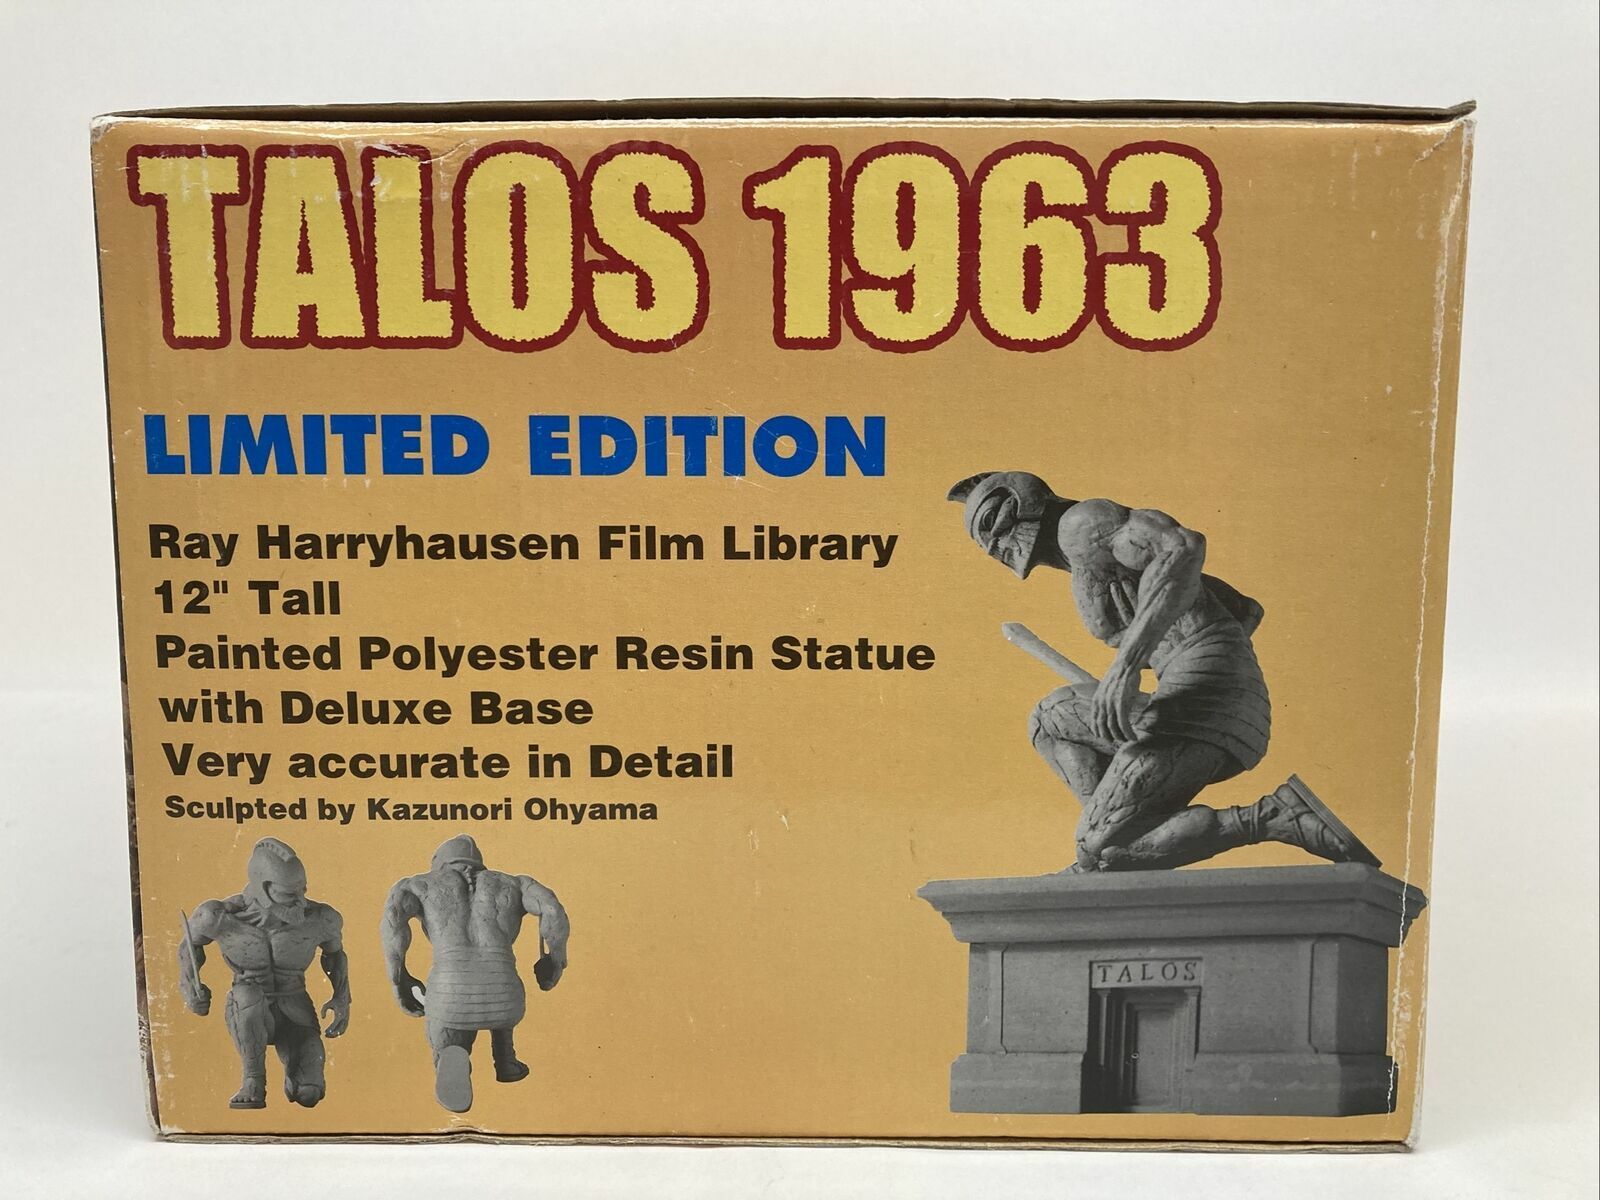 TALOS 1963
LIMITED EDITION
Ray Harryhausen Film Library
12" Tall
Painted Polyester Resin Statue
with Deluxe Base
Very accurate in Detail
Sculpted by Kazunori Ohyama
TALOS